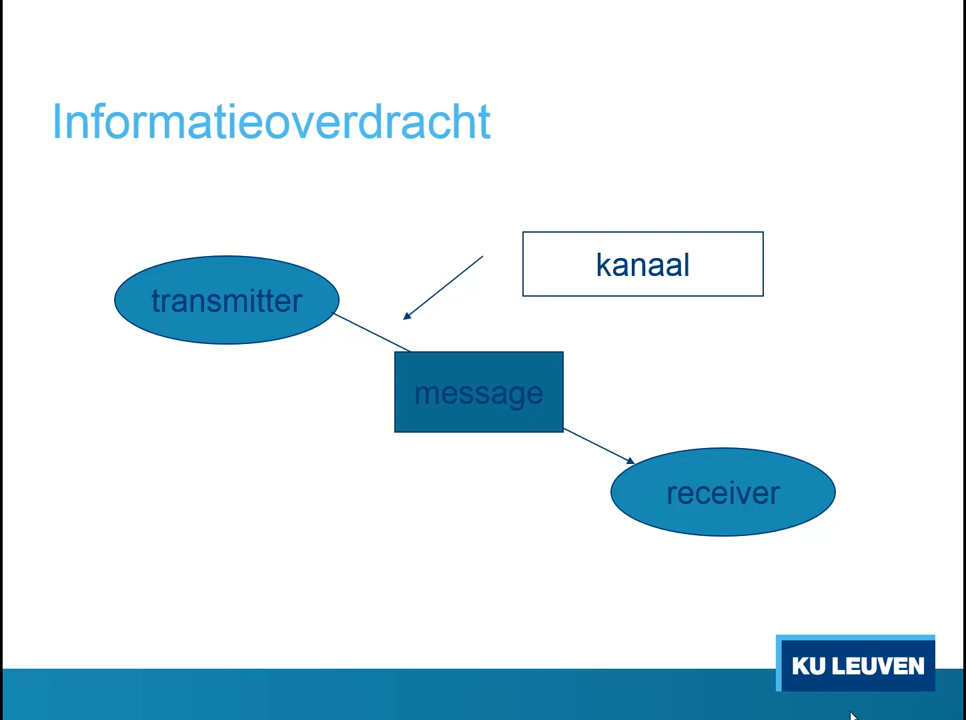 Informatieoverdracht
kanaal
transmitter
message
receiver
KU LEUVEN